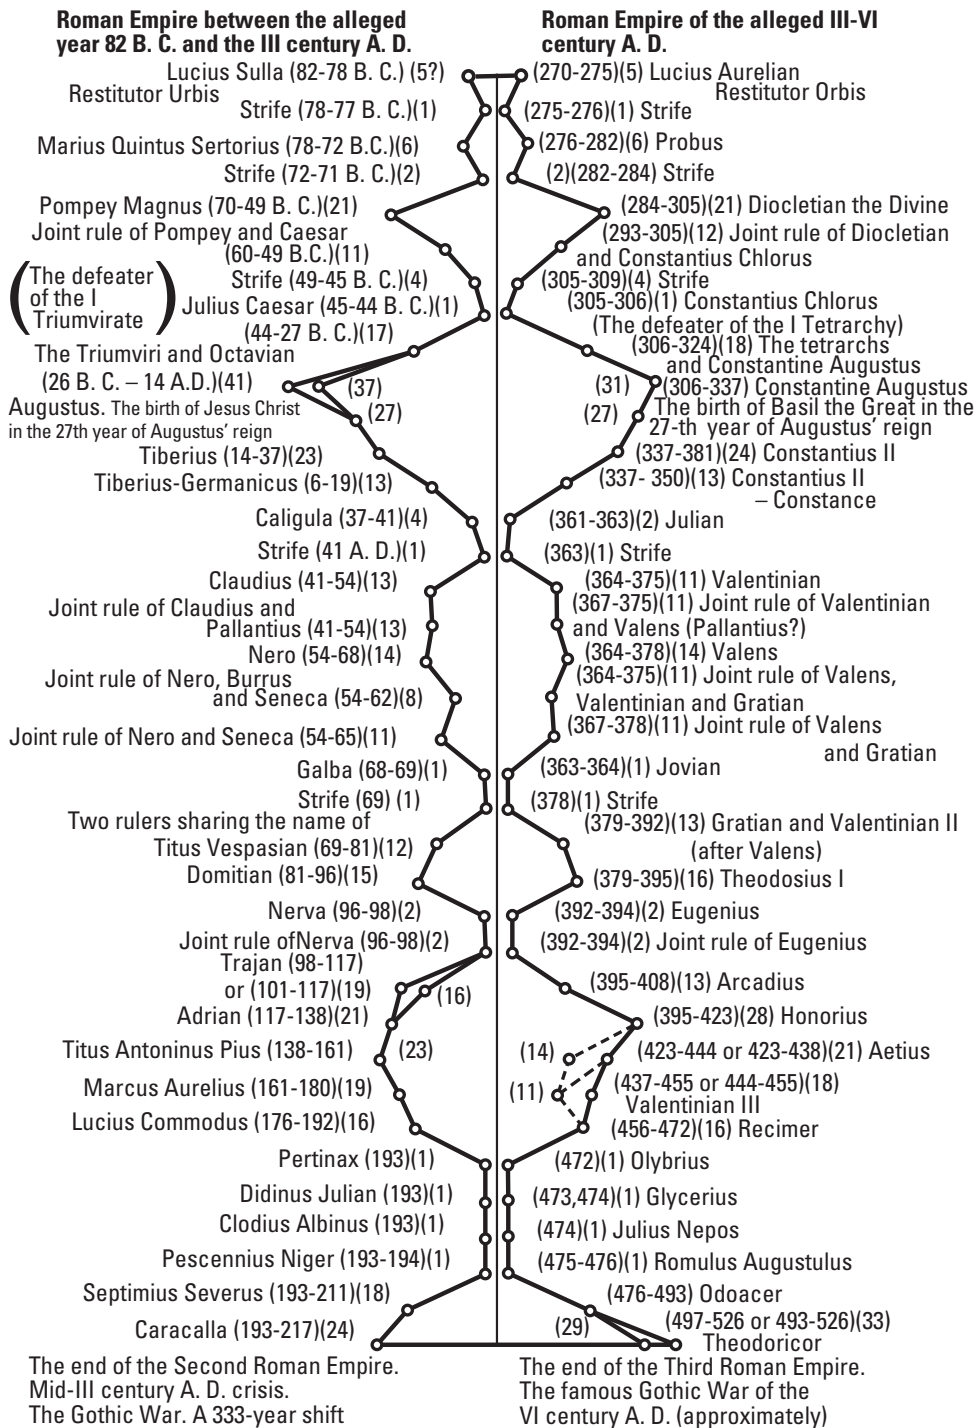 Roman Empire between the alleged
year 82 B. C. and the III century A. D.
Lucius Sulla (82-78 B. C.) (5?)
Restitutor Urbis
Strife (78-77 B. C.)(1)
Marius Quintus Sertorius (78-72 B.C.)(6)
Strife (72-71 B. C.)(2)
Pompey Magnus (70-49 B. C.)(21)
Joint rule of Pompey and Caesar
(60-49 B.C.)(11)
(The defeater
of the I
Triumvirate)
Strife (49-45 B. C.)(4)
Julius Caesar (45-44 B. C.)(1)
(44-27 B. C.)(17)
The Triumviri and Octavian
(26 B. C. – 14 A.D.)(41)
(37)
Augustus. The birth of Jesus Christ
in the 27th year of Augustus' reign
(27)
Tiberius (14-37)(23)
Tiberius-Germanicus (6-19)(13)
Caligula (37-41)(4)
Strife (41 A. D.)(1)
Claudius (41-54)(13)
Joint rule of Claudius and
Pallantius (41-54)(13)
Nero (54-68)(14)
Joint rule of Nero, Burrus
and Seneca (54-62)(8)
Joint rule of Nero and Seneca (54-65)(11)
Galba (68-69)(1)
Strife (69) (1)
Two rulers sharing the name of
Titus Vespasian (69-81)(12)
Domitian (81-96)(15)
Nerva (96-98)(2)
Joint rule ofNerva (96-98)(2)
Trajan (98-117)
or (101-117)(19)
(16)
Adrian (117-138)(21)
Titus Antoninus Pius (138-161)
(23)
Marcus Aurelius (161-180)(19)
Lucius Commodus (176-192)(16)
Pertinax (193)(1)
Didinus Julian (193)(1)
Clodius Albinus (193)(1)
Pescennius Niger (193-194)(1)
Septimius Severus (193-211)(18)
Caracalla (193-217)(24)
The end of the Second Roman Empire.
Mid-III century A. D. crisis.
The Gothic War. A 333-year shift
Roman Empire of the alleged III-VI
century A. D.
(270-275)(5) Lucius Aurelian
Restitutor Orbis
(275-276)(1) Strife
(276-282)(6) Probus
(2)(282-284) Strife
(284-305)(21) Diocletian the Divine
(293-305)(12) Joint rule of Diocletian
and Constantius Chlorus
(305-309)(4) Strife
(305-306)(1) Constantius Chlorus
(The defeater of the I Tetrarchy)
(306-324)(18) The tetrarchs
and Constantine Augustus
(31)
(306-337) Constantine Augustus
(27)
The birth of Basil the Great in the
27-th year of Augustus' reign
(337-381)(24) Constantius II
(337- 350)(13) Constantius II
– Constance
(361-363)(2) Julian
(363)(1) Strife
(364-375)(11) Valentinian
(367-375)(11) Joint rule of Valentinian
and Valens (Pallantius?)
(364-378)(14) Valens
(364-375)(11) Joint rule of Valens,
Valentinian and Gratian
(367-378)(11) Joint rule of Valens
and Gratian
(363-364)(1) Jovian
(378)(1) Strife
(379-392)(13) Gratian and Valentinian II
(after Valens)
(379-395)(16) Theodosius I
(392-394)(2) Eugenius
(392-394)(2) Joint rule of Eugenius
(395-408)(13) Arcadius
(395-423)(28) Honorius
(14)
(423-444 or 423-438)(21) Aetius
(11)
(437-455 or 444-455)(18)
Valentinian III
(456-472)(16) Recimer
(472)(1) Olybrius
(473,474)(1) Glycerius
(474)(1) Julius Nepos
(475-476)(1) Romulus Augustulus
(476-493) Odoacer
(497-526 or 493-526)(33)
(29)
Theodoricor
The end of the Third Roman Empire.
The famous Gothic War of the
VI century A. D. (approximately)